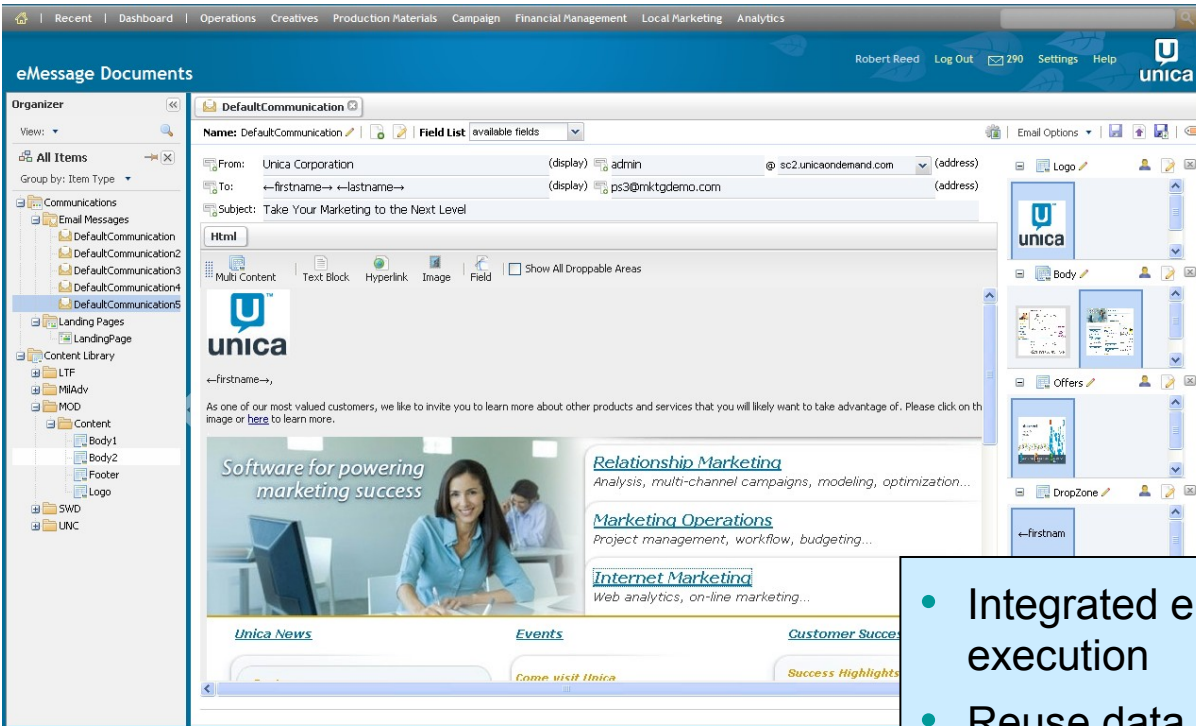 Recent | Dashboard | Operations Creatives Production Materials Campaign Financial Management Local Marketing Analytics
Robert Reed Log Out 290 Settings Help
unica
eMessage Documents
Organizer
DefaultCommunication
View:
Name: DefaultCommunication | Field List available fields
Email Options
All Items
Group by: Item Type
From: Unica Corporation (display) admin @ sc2.unicaondemand.com (address)
To: ←firstname→ ←lastname→ (display) ps3@mktgdemo.com (address)
Subject: Take Your Marketing to the Next Level
Html
Multi Content Text Block Hyperlink Image Field Show All Droppable Areas
Communications
Email Messages
DefaultCommunication
DefaultCommunication2
DefaultCommunication3
DefaultCommunication4
DefaultCommunication5
Landing Pages
LandingPage
Content Library
LTF
MilAdv
MOD
Content
Body1
Body2
Footer
Logo
SWD
UNC
unica
←firstname→,
As one of our most valued customers, we like to invite you to learn more about other products and services that you will likely want to take advantage of. Please click on th
image or here to learn more.
Software for powering
marketing success
Relationship Marketing
Analysis, multi-channel campaigns, modeling, optimization...
Marketing Operations
Project management, workflow, budgeting...
Internet Marketing
Web analytics, on-line marketing...
Unica News Events Customer Succe
Come visit Unica
Success Highlights
Logo
unica
Body
Offers
DropZone
←firstnam
• Integrated e
execution
• Reuse data